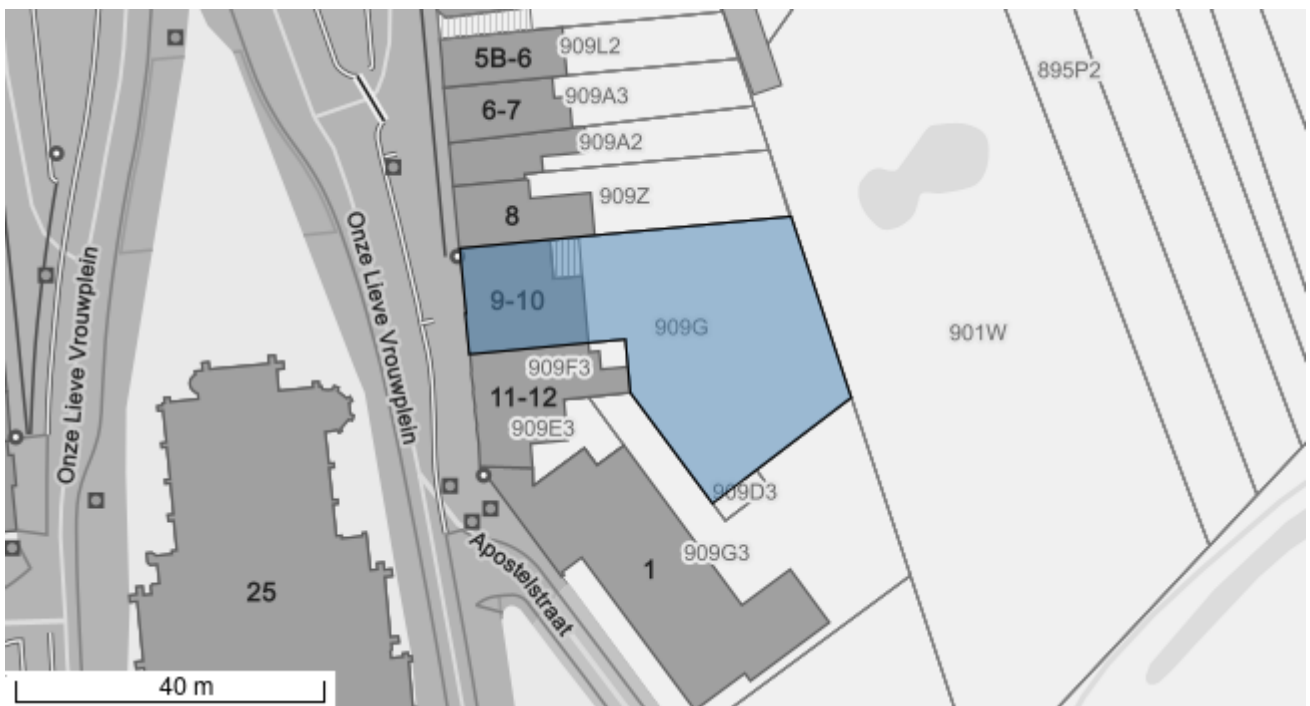 5B-6
909L2
895P2
6-7
909A3
909A2
8
909Z
Onze Lieve Vrouwplein
Onze Lieve Vrouwplein
9-10
909G
901W
909F3
11-12
909E3
909D3
909G3
Apostelstraat
1
25
40 m